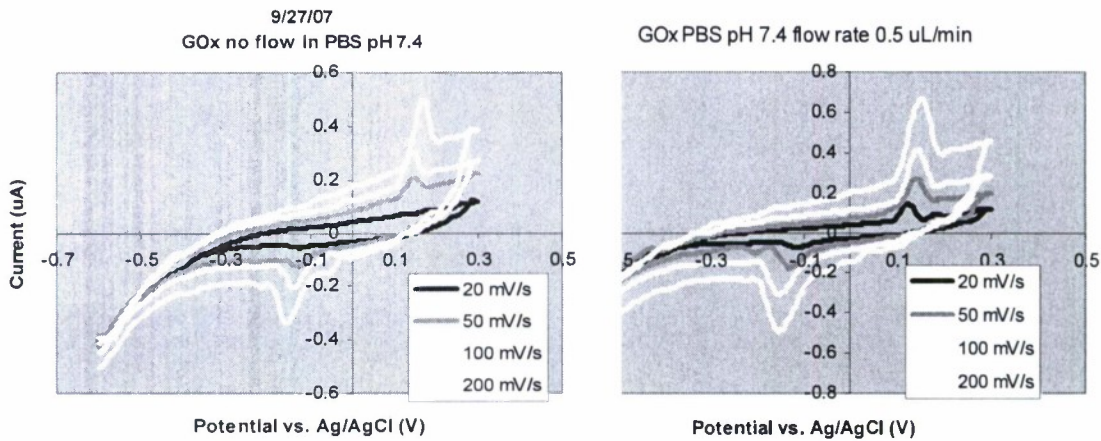 9/27/07
GOx no flow in PBS pH 7.4
Current (uA)
0.6
0.4
0.2
0
-0.2
-0.4
-0.6
-0.7
-0.5
-0.3
-0.1
0.1
0.3
0.5
20 mV/s
50 mV/s
100 mV/s
200 mV/s
Potential vs. Ag/AgCl (V)
GOx PBS pH 7.4 flow rate 0.5 uL/min
0.8
0.6
0.4
0.2
0
-0.2
-0.4
-0.6
-0.8
-0.3
-0.1
0.1
0.3
0.5
20 mV/s
50 mV/s
100 mV/s
200 mV/s
Potential vs. Ag/AgCl (V)